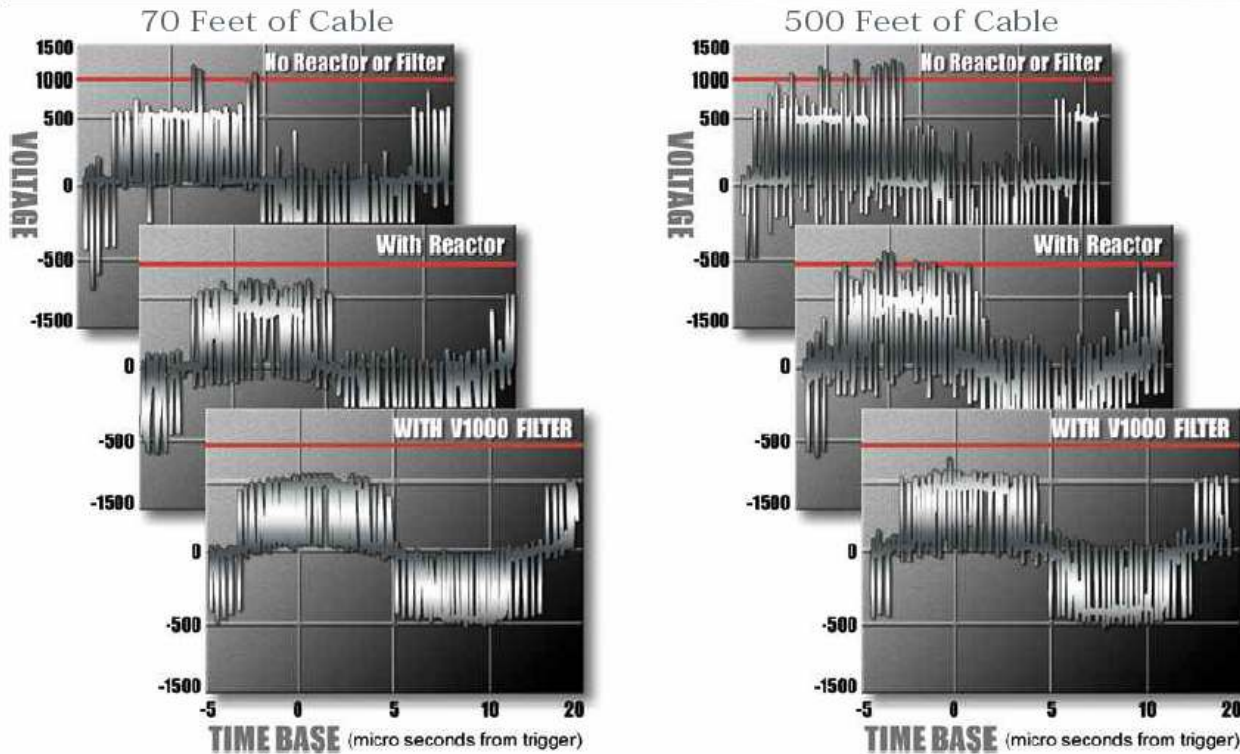 70 Feet of Cable
1500
No Reactor or Filter
1000
500
VOLTAGE
0
-500
With Reactor
-1500
0
-500
WITH V1000 FILTER
-1500
0
-500
-1500
-5 0 5 10 20
TIME BASE (micro seconds from trigger)
500 Feet of Cable
1500
No Reactor or Filter
1000
500
VOLTAGE
0
-500
With Reactor
-1500
0
-500
WITH V1000 FILTER
-1500
0
-500
-1500
-5 0 5 10 20
TIME BASE (micro seconds from trigger)